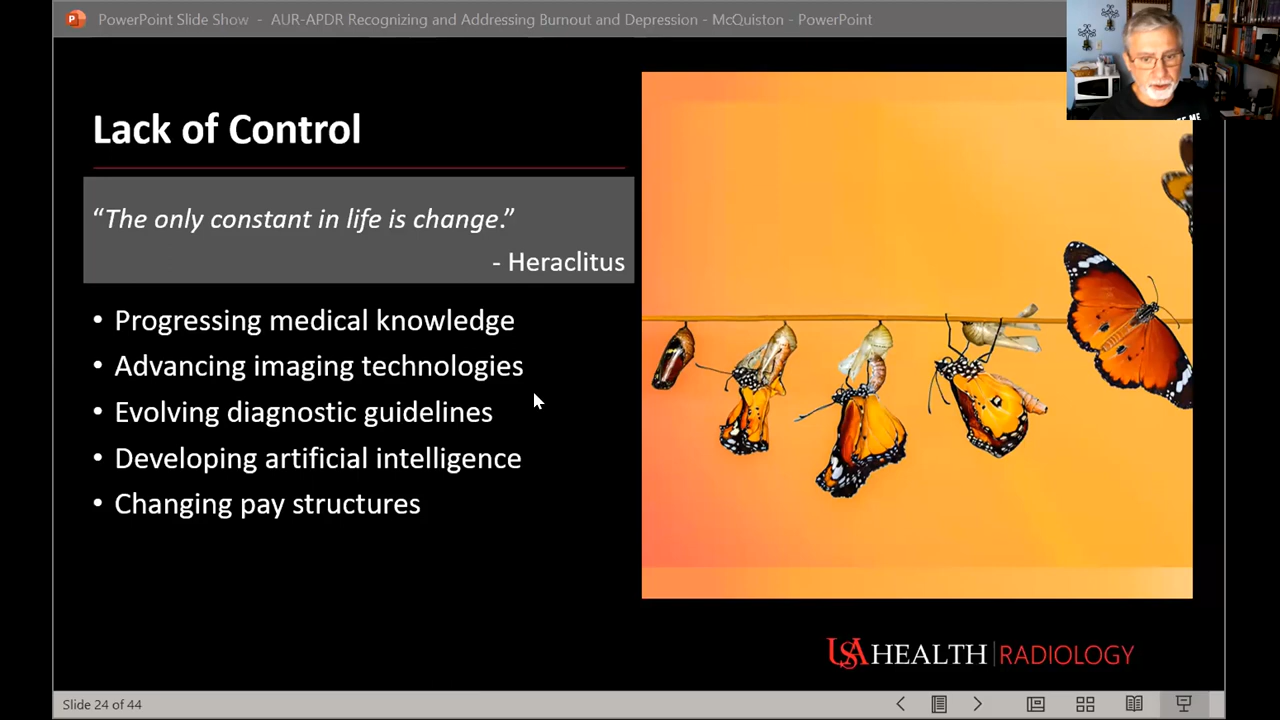 PowerPoint Slide Show - AUR-APDR Recognizing and Addressing Burnout and Depression - McQuiston - PowerPoint
Lack of Control
“The only constant in life is change.”
- Heraclitus
• Progressing medical knowledge
• Advancing imaging technologies
• Evolving diagnostic guidelines
• Developing artificial intelligence
• Changing pay structures
USA HEALTH | RADIOLOGY
Slide 24 of 44